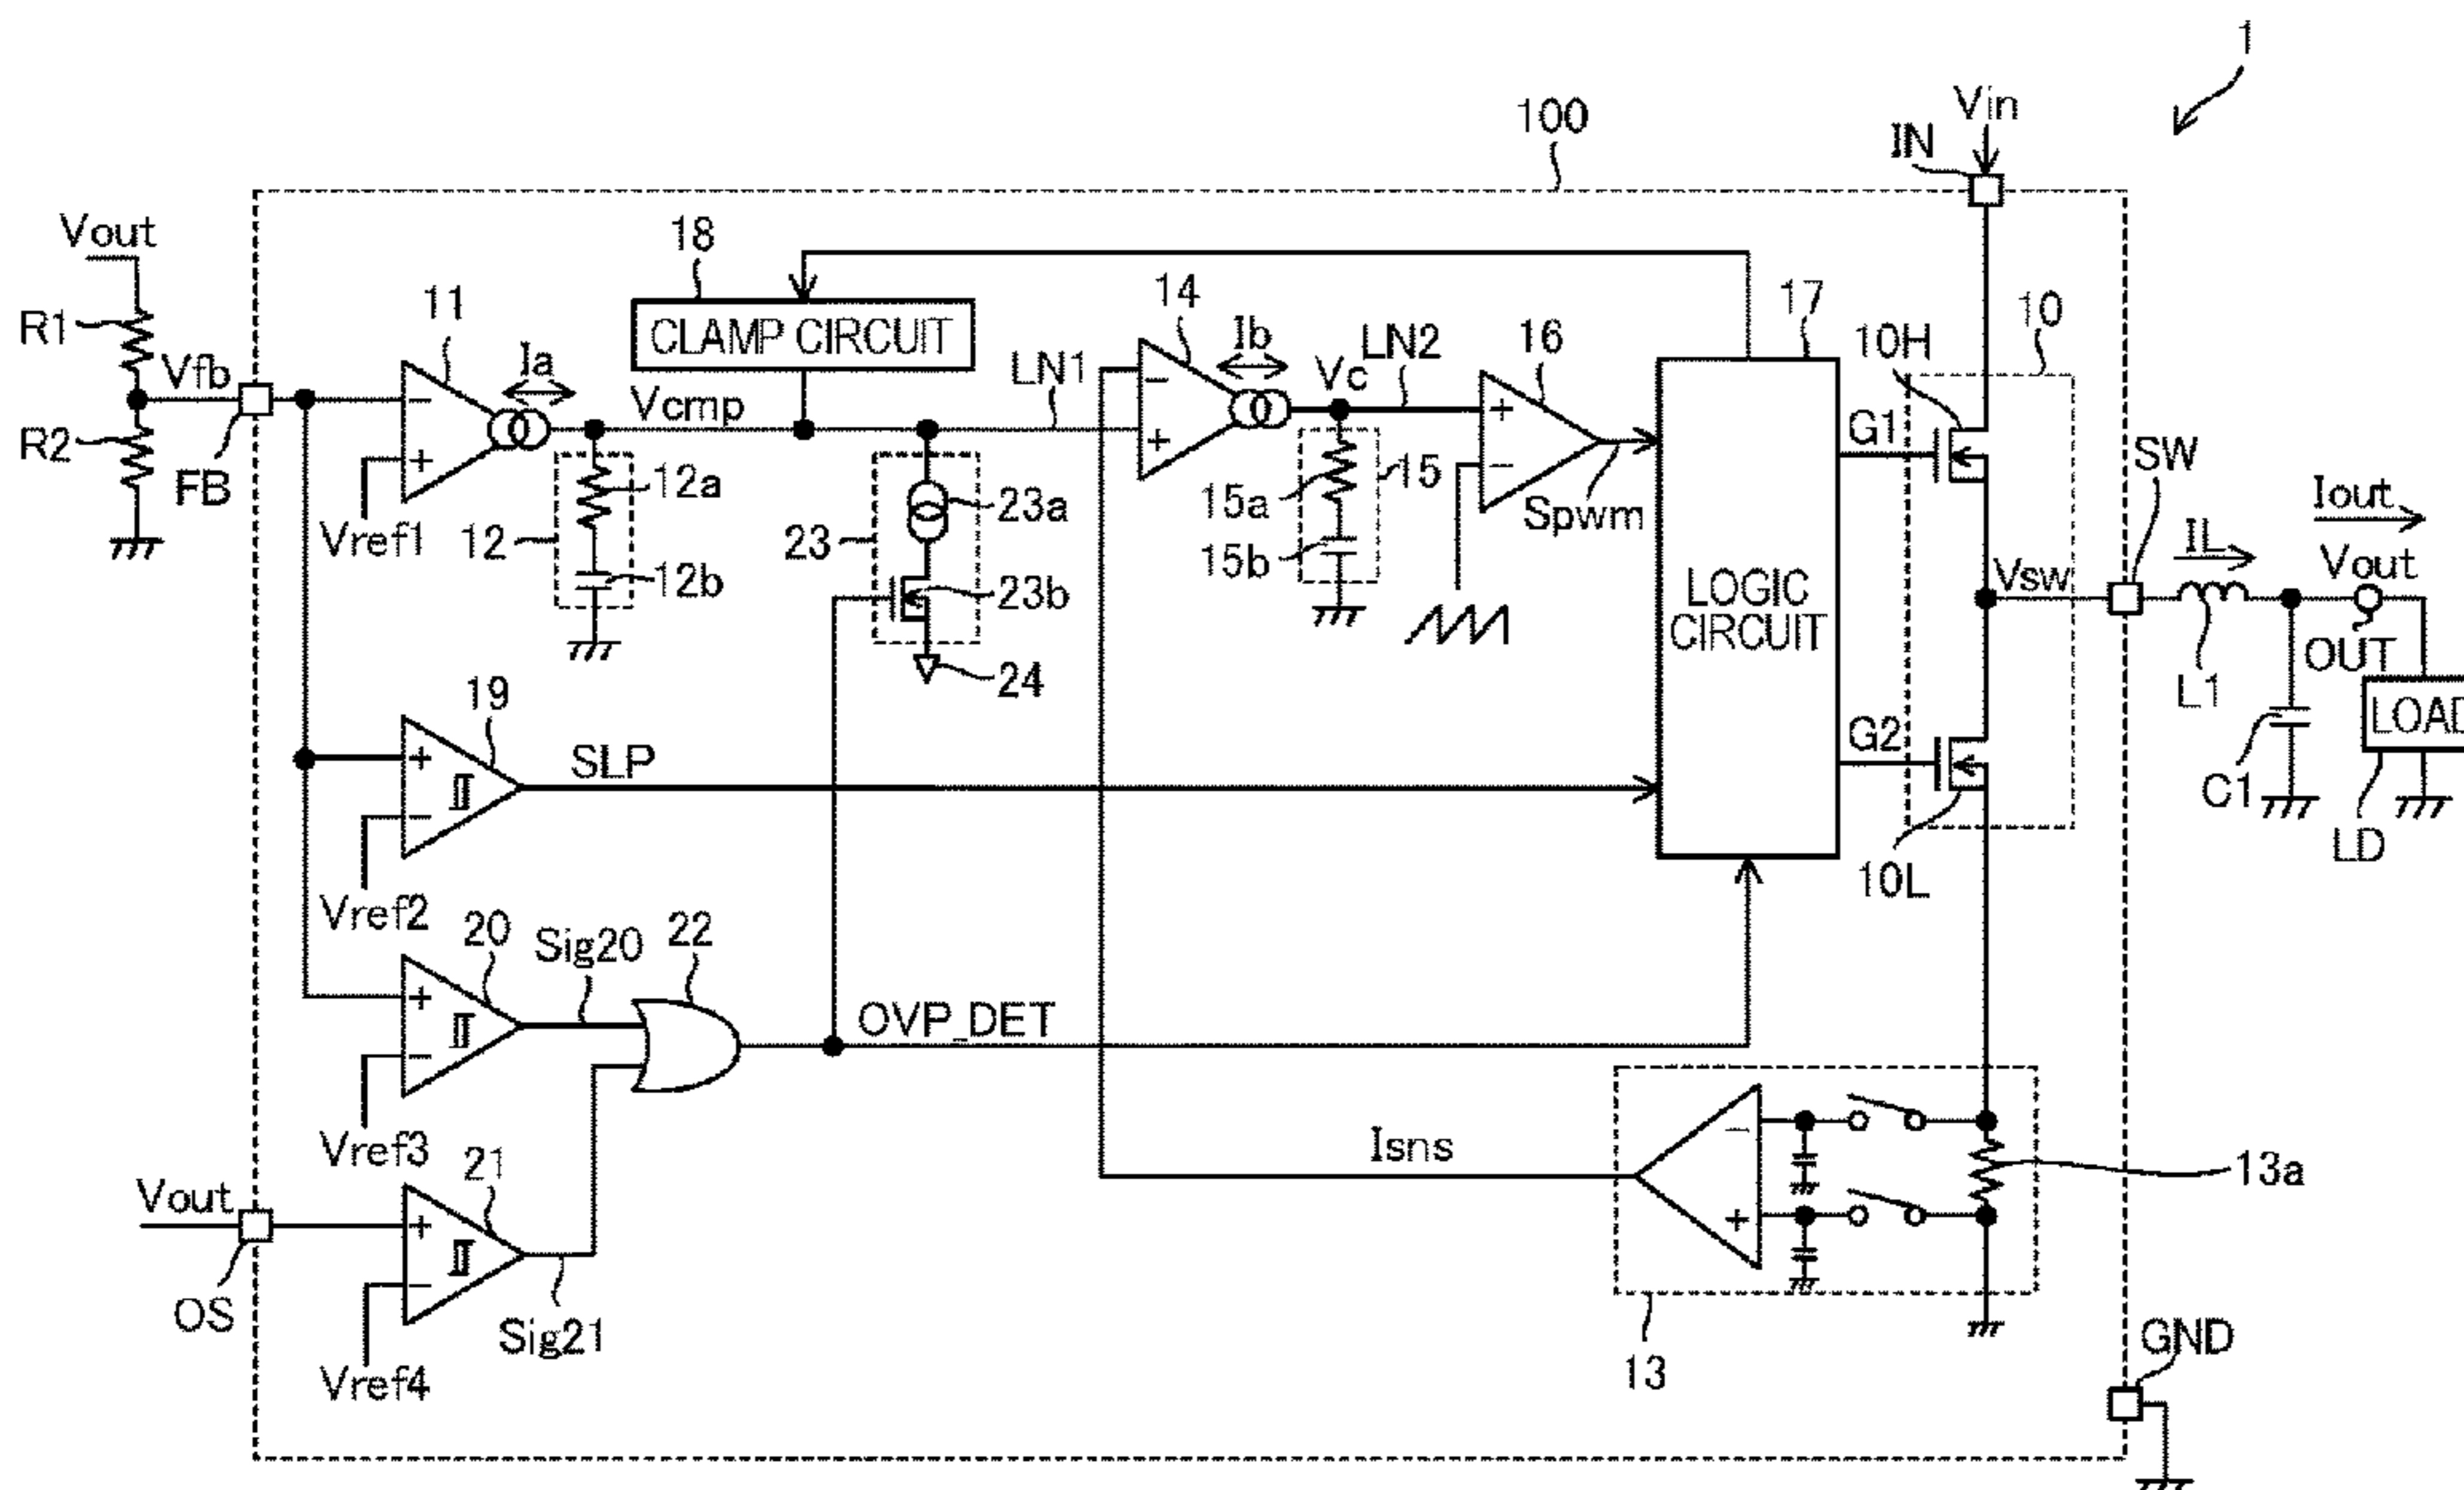 1
Vin
100
IN
Vout
18
R1
11
Ia
CLAMP CIRCUIT
14
Ib
LN2
16
17
10H
10
Vfb
Vcmp
LN1
Vc
R2
FB
Vref1
12
12a
12b
23
23a
23b
24
15a
15
15b
Spwm
LOGIC
CIRCUIT
G1
SW
Iout
IL
Vsw
Vout
OUT
L1
LOAD
C1
LD
19
SLP
G2
10L
Vref2
20
Sig20
22
OVP_DET
Vref3
21
Isns
13a
Vout
OS
Sig21
Vref4
13
GND